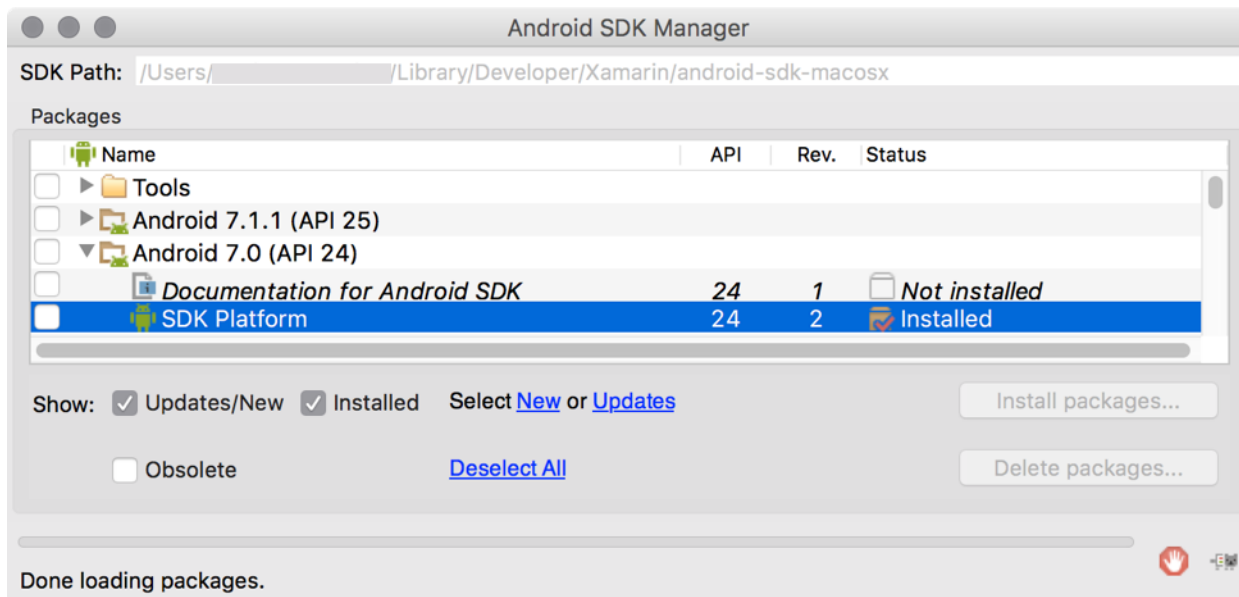 Android SDK Manager
SDK Path: /Users/ /Library/Developer/Xamarin/android-sdk-macosx
Packages
Name API Rev. Status
Tools
Android 7.1.1 (API 25)
Android 7.0 (API 24)
Documentation for Android SDK 24 1 Not installed
SDK Platform 24 2 Installed
Show: Updates/New Installed Select New or Updates Install packages...
Obsolete Deselect All Delete packages...
Done loading packages.